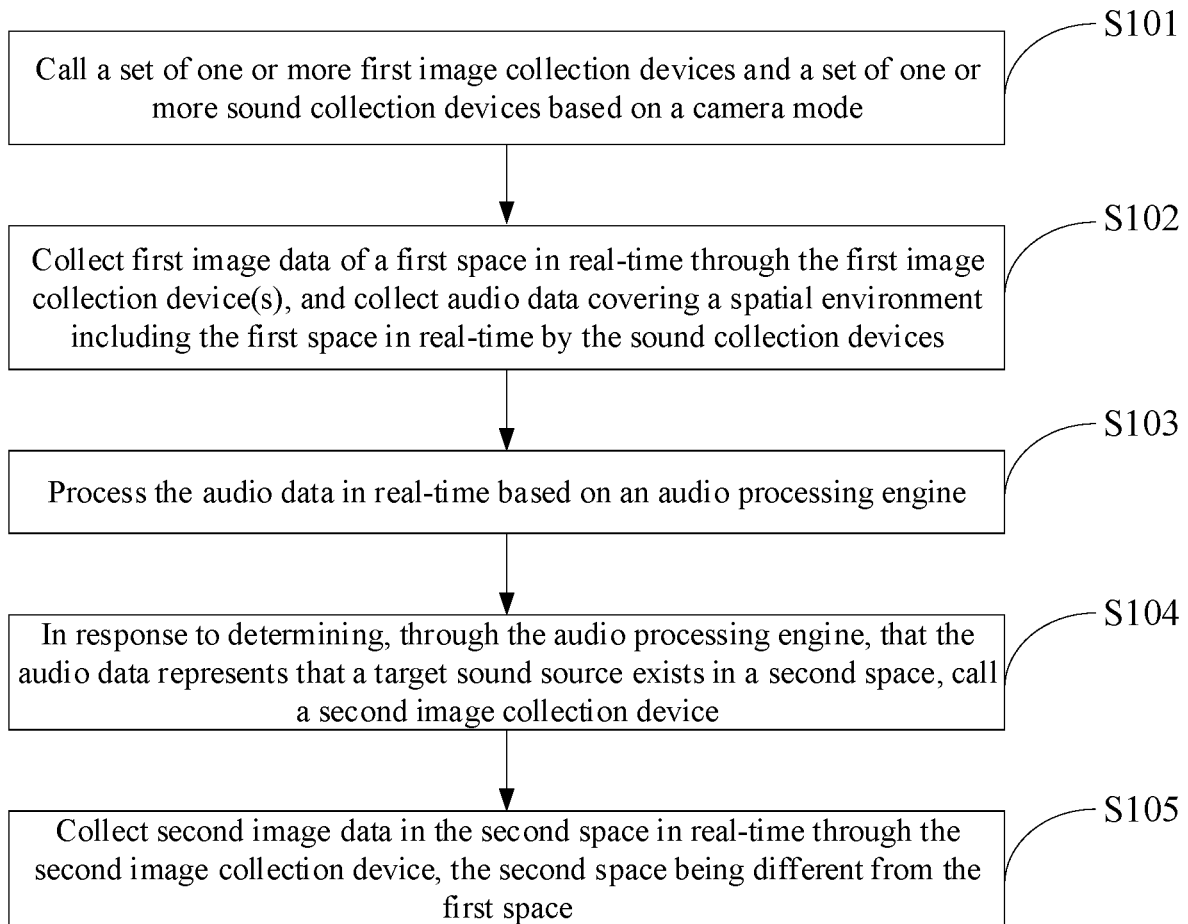 S101
Call a set of one or more first image collection devices and a set of one or
more sound collection devices based on a camera mode
S102
Collect first image data of a first space in real-time through the first image
collection device(s), and collect audio data covering a spatial environment
including the first space in real-time by the sound collection devices
S103
Process the audio data in real-time based on an audio processing engine
S104
In response to determining, through the audio processing engine, that the
audio data represents that a target sound source exists in a second space, call
a second image collection device
S105
Collect second image data in the second space in real-time through the
second image collection device, the second space being different from the
first space